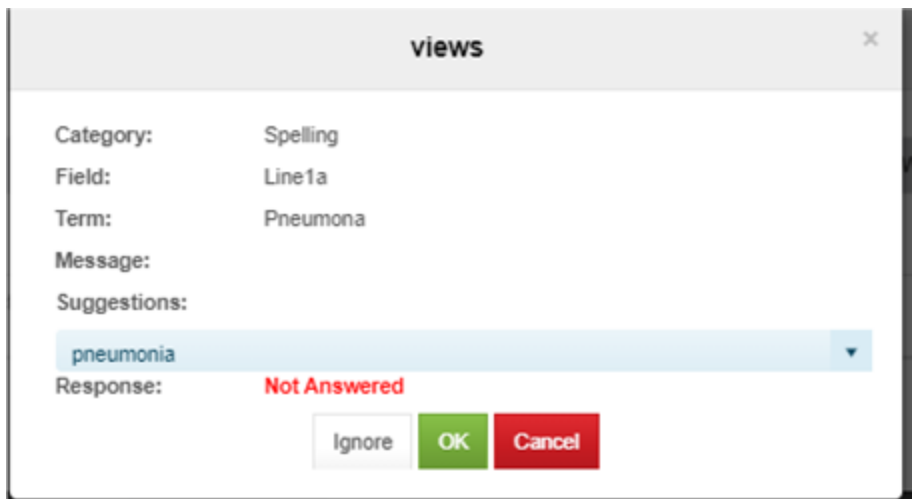 views ×
Category: Spelling
Field: Line1a
Term: Pneumona
Message:
Suggestions:
pneumonia
Response: Not Answered
Ignore OK Cancel